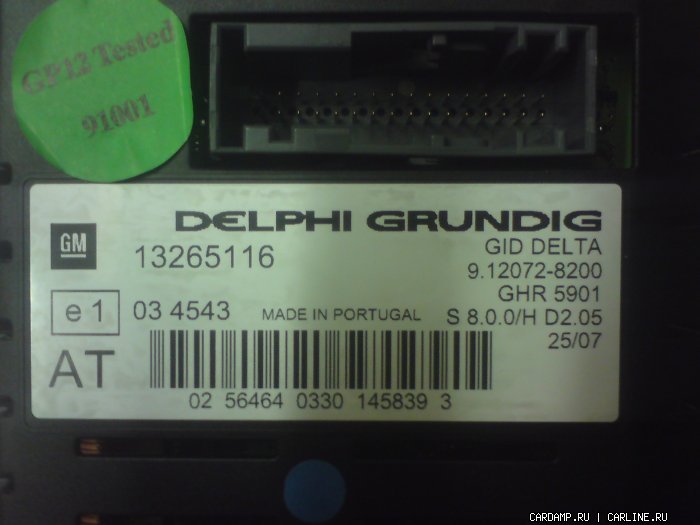 GP12 Tested
91001
DELPHI GRUNDIG
GM
13265116
GID DELTA
9.12072-8200
GHR 5901
e 1
03 4543
MADE IN PORTUGAL
S 8.0.0/H D2.05
25/07
AT
02 56464 0330 145839 3
CARDAMP.RU | CARLINE.RU